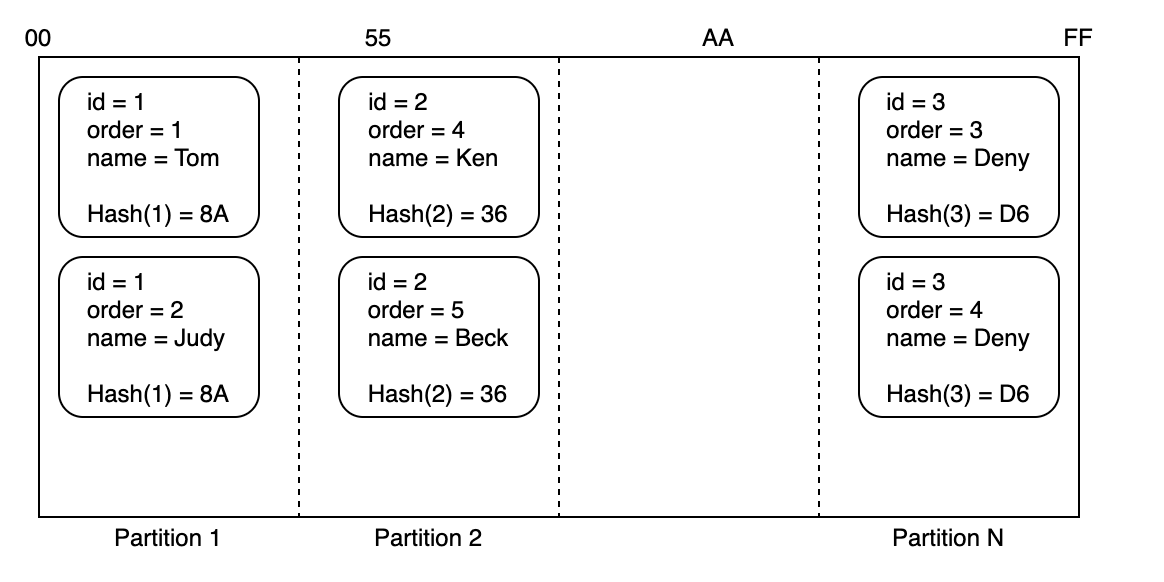 00
55
AA
FF
id = 1
order = 1
name = Tom
Hash(1) = 8A
id = 1
order = 2
name = Judy
Hash(1) = 8A
Partition 1
id = 2
order = 4
name = Ken
Hash(2) = 36
id = 2
order = 5
name = Beck
Hash(2) = 36
Partition 2
id = 3
order = 3
name = Deny
Hash(3) = D6
id = 3
order = 4
name = Deny
Hash(3) = D6
Partition N